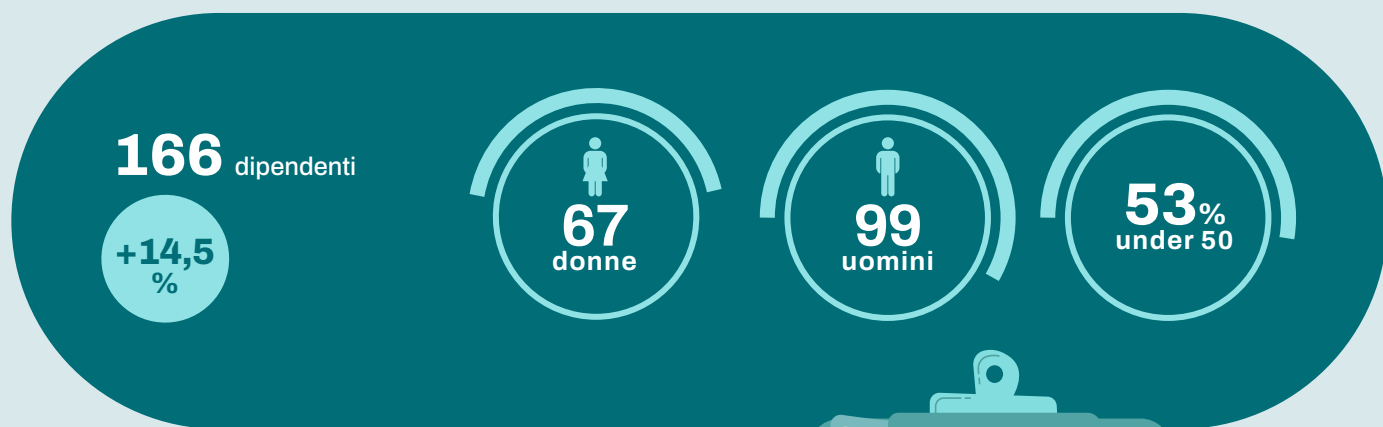 166 dipendenti
+14,5
%
67
donne
99
uomini
53%
under 50